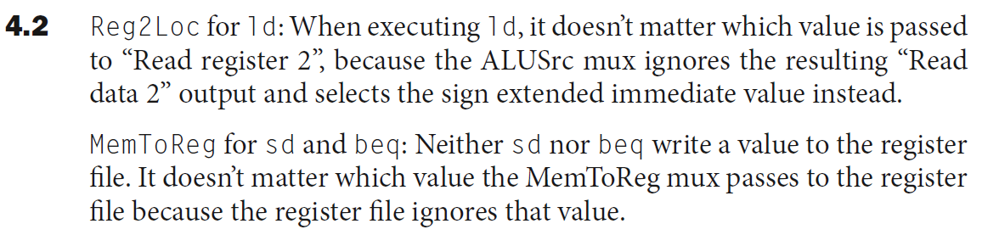 4.2 Reg2Loc for ld: When executing ld, it doesn’t matter which value is passed
to “Read register 2”, because the ALUSrc mux ignores the resulting “Read
data 2” output and selects the sign extended immediate value instead.
MemToReg for sd and beq: Neither sd nor beq write a value to the register
file. It doesn’t matter which value the MemToReg mux passes to the register
file because the register file ignores that value.